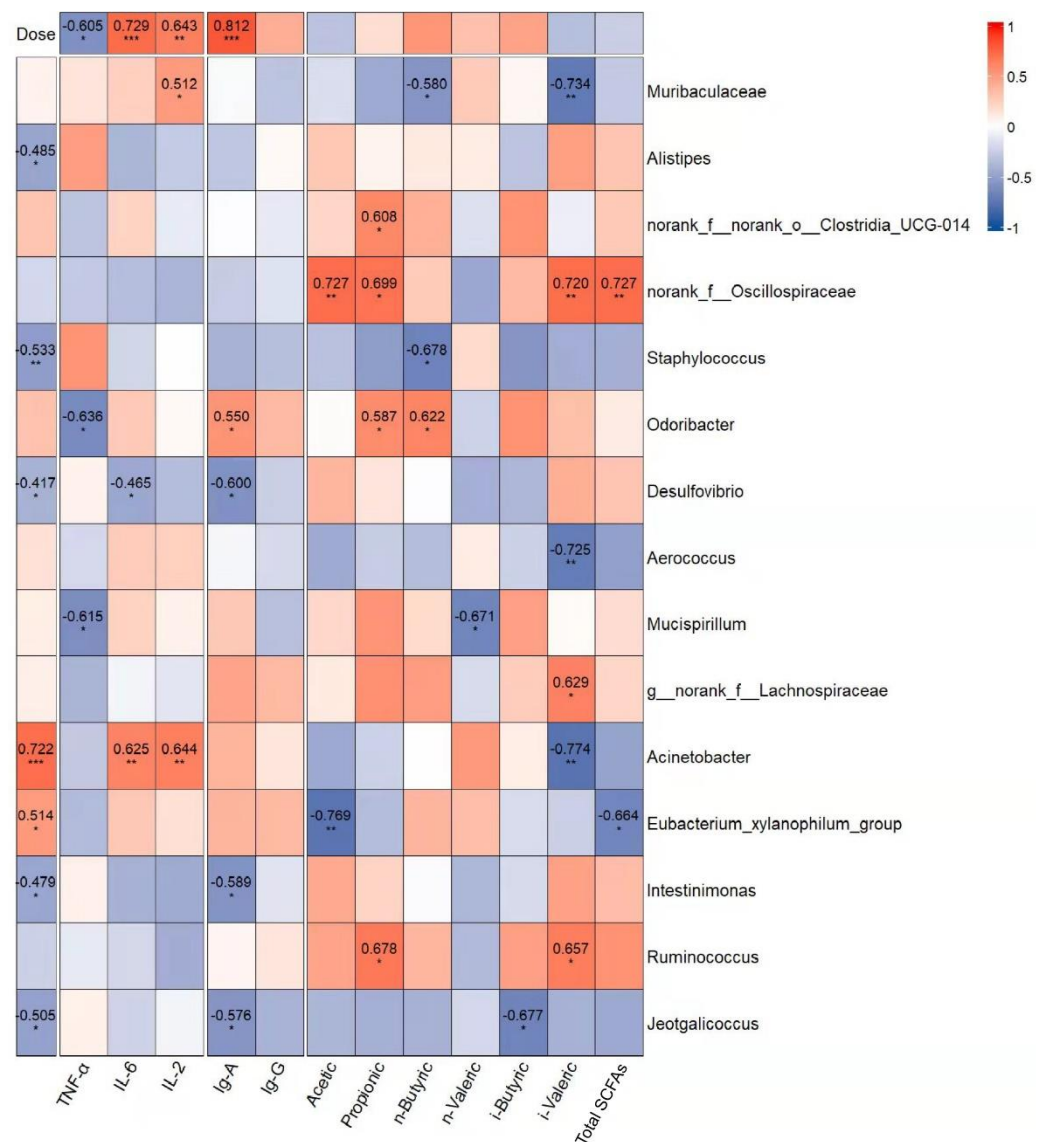 Dose -0.605 0.729 0.643 0.812
* *** ** ***
1
0.5
0
-0.5
-1
0.512 -0.580 -0.734 Muribaculaceae
* * **
-0.485 Alistipes
*
0.608 norank_f__norank_o__Clostridia_UCG-014
*
0.727 0.699 0.720 0.727 norank_f__Oscillospiraceae
** * ** **
-0.533 -0.678 Staphylococcus
** *
-0.636 0.550 0.587 0.622 Odoribacter
* * * *
-0.417 -0.465 -0.600 Desulfovibrio
* * *
-0.725 Aerococcus
**
-0.615 -0.671 Mucispirillum
* *
0.629 g__norank_f__Lachnospiraceae
*
0.722 0.625 0.644 -0.774 Acinetobacter
*** ** ** **
0.514 -0.769 -0.664 Eubacterium_xylanophilum_group
* ** *
-0.479 -0.589 Intestinimonas
* *
0.678 0.657 Ruminococcus
* *
-0.505 -0.576 -0.677 Jeotgalicoccus
* * *
TNF-α IL-6 IL-2 Ig-A Ig-G Acetic Propionic n-Butyric n-Valeric i-Butyric i-Valeric Total SCFAs